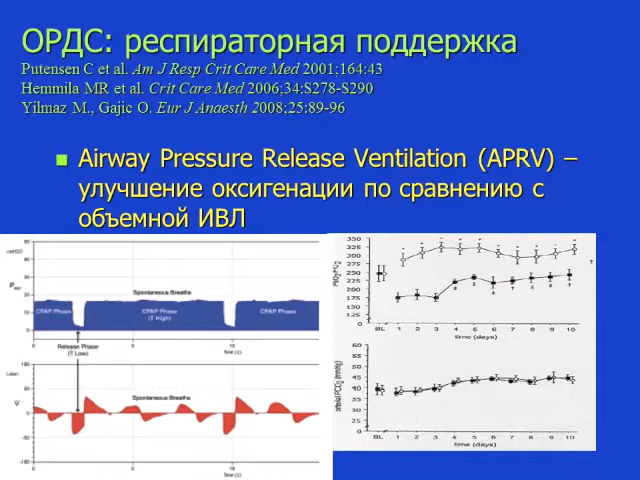 ОРДС: респираторная поддержка
Putensen C et al. Am J Resp Crit Care Med 2001;164:43
Hemmila MR et al. Crit Care Med 2006;34:S278-S290
Yilmaz M., Gajic O. Eur J Anaesth 2008;25:89-96
Airway Pressure Release Ventilation (APRV) –
улучшение оксигенации по сравнению с
объемной ИВЛ
Spontaneous Breaths
CPAP Phase
CPAP Phase
(T High)
CPAP Phase
Release Phase
(T Low)
Spontaneous Breaths
350
325
300
275
250
225
200
175
150
125
BL 1 2 3 4 5 6 7 8 9 10
time (days)
60
55
50
45
40
35
30
25
0
BL 1 2 3 4 5 6 7 8 9 10
time (days)